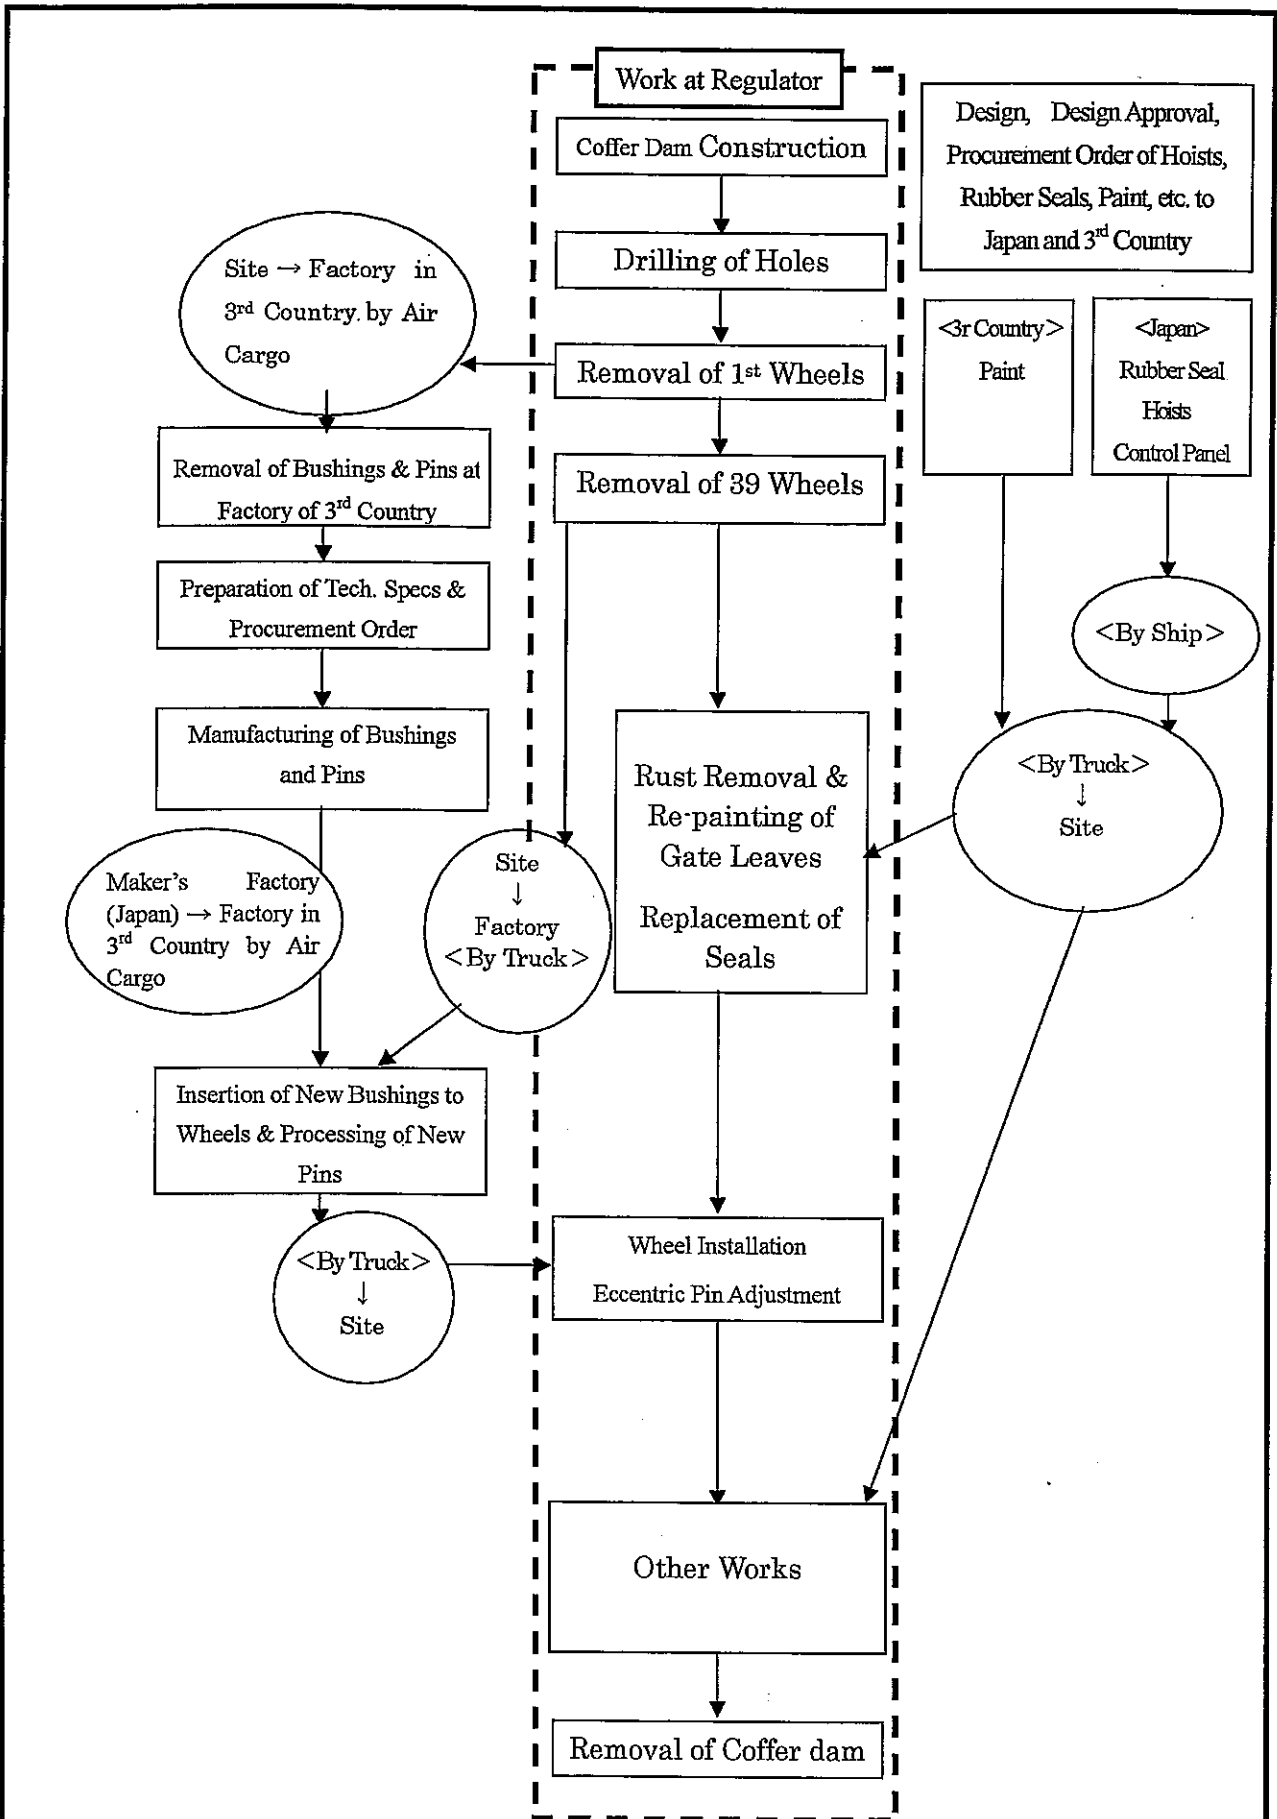 Work at Regulator
Coffer Dam Construction
Drilling of Holes
Removal of 1st Wheels
Removal of 39 Wheels
Rust Removal &
Re-painting of
Gate Leaves
Replacement of
Seals
Wheel Installation
Eccentric Pin Adjustment
Other Works
Removal of Coffer dam
Site → Factory in
3rd Country. by Air
Cargo
Removal of Bushings & Pins at
Factory of 3rd Country
Preparation of Tech. Specs &
Procurement Order
Manufacturing of Bushings
and Pins
Maker's Factory
(Japan) → Factory in
3rd Country by Air
Cargo
Site
↓
Factory
<By Truck>
Insertion of New Bushings to
Wheels & Processing of New
Pins
<By Truck>
↓
Site
Design, Design Approval,
Procurement Order of Hoists,
Rubber Seals, Paint, etc. to
Japan and 3rd Country
<3r Country>
Paint
<Japan>
Rubber Seal
Hoists
Control Panel
<By Ship>
<By Truck>
↓
Site